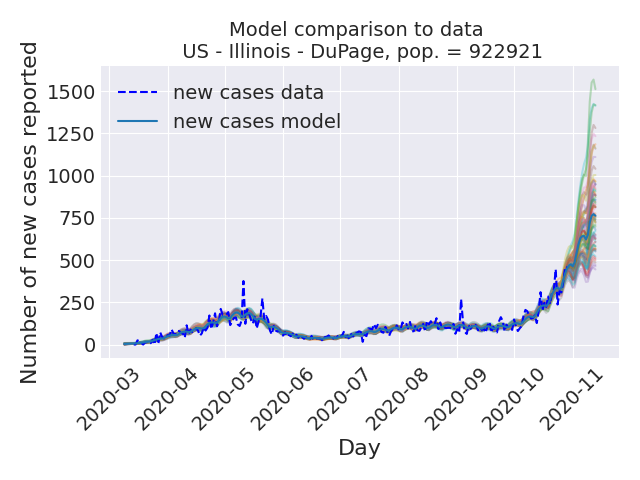 Model comparison to data
US - Illinois - DuPage, pop. = 922921
Number of new cases reported
1500
1250
1000
750
500
250
0
new cases data
new cases model
2020-03
2020-04
2020-05
2020-06
2020-07
2020-08
2020-09
2020-10
2020-11
Day